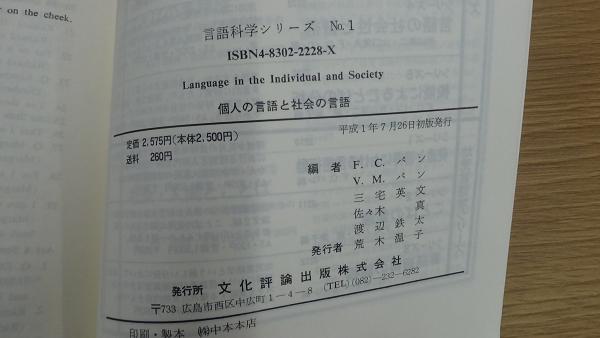 on the cheek.
言語科学シリーズ No.1
ISBN4-8302-2228-X
Language in the Individual and Society
個人の言語と社会の言語
定価 2,575円(本体2,500円)
送料 260円
平成1年7月26日初版発行
編者 F. C. パン
V. M. パン
三宅英文
佐々木真
渡辺鉄太
発行者 荒木温子
発行所 文化評論出版株式会社
〒733 広島市西区中広町1-4-8 (TEL)(082)-232-6282
印刷・製本 ㈱中本本店